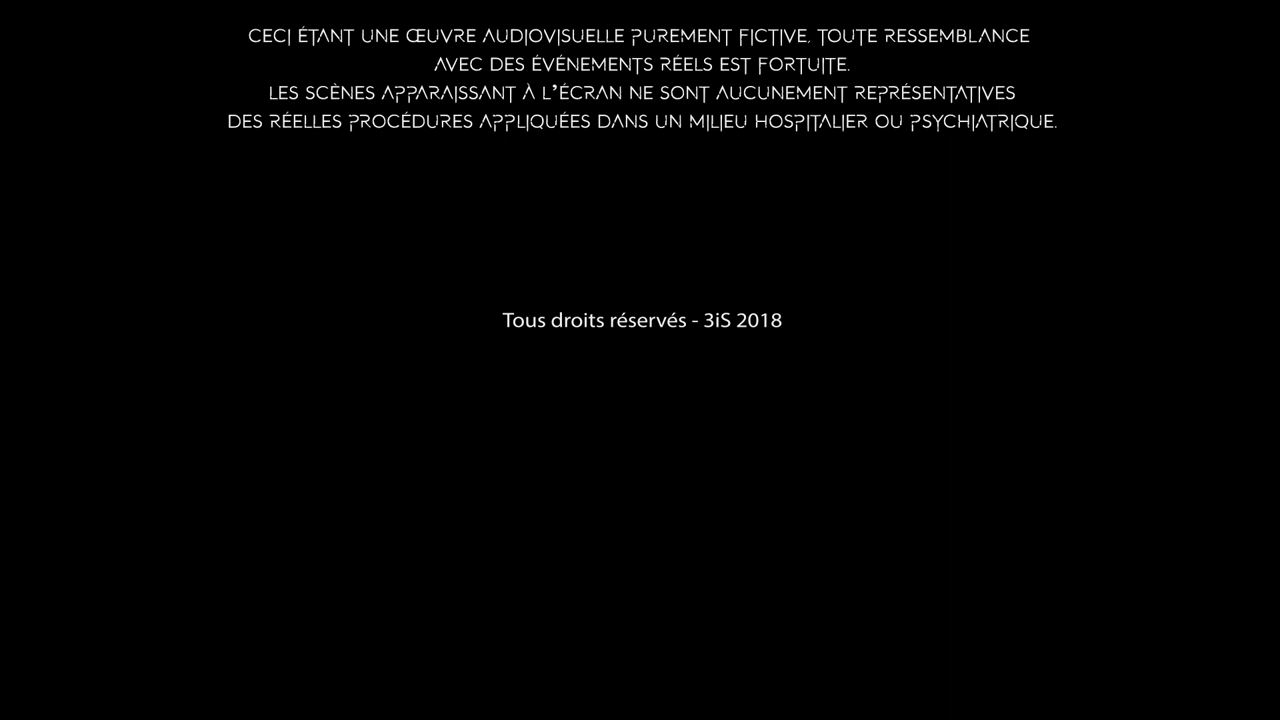 CECI ÉTANT UNE ŒUVRE AUDIOVISUELLE PUREMENT FICTIVE, TOUTE RESSEMBLANCE
AVEC DES ÉVÉNEMENTS RÉELS EST FORTUITE.
LES SCÈNES APPARAISSANT À L'ÉCRAN NE SONT AUCUNEMENT REPRÉSENTATIVES
DES RÉELLES PROCÉDURES APPLIQUÉES DANS UN MILIEU HOSPITALIER OU PSYCHIATRIQUE.
Tous droits réservés - 3iS 2018